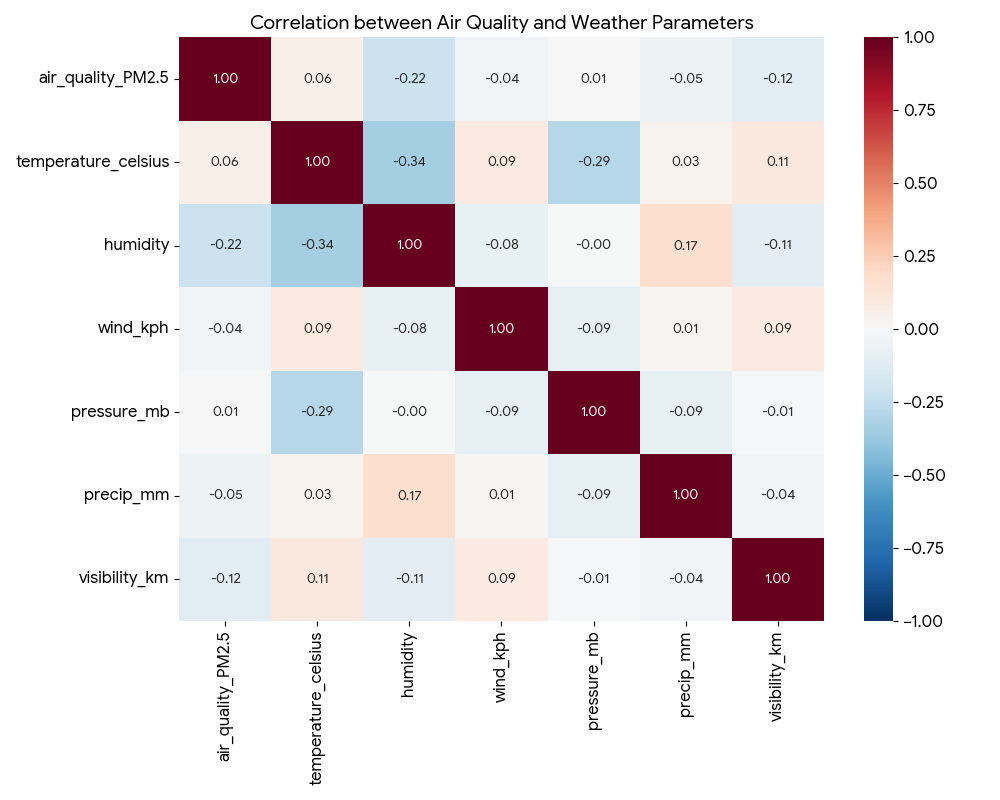 Correlation between Air Quality and Weather Parameters
air_quality_PM2.5 1.00 0.06 -0.22 -0.04 0.01 -0.05 -0.12
temperature_celsius 0.06 1.00 -0.34 0.09 -0.29 0.03 0.11
humidity -0.22 -0.34 1.00 -0.08 -0.00 0.17 -0.11
wind_kph -0.04 0.09 -0.08 1.00 -0.09 0.01 0.09
pressure_mb 0.01 -0.29 -0.00 -0.09 1.00 -0.09 -0.01
precip_mm -0.05 0.03 0.17 0.01 -0.09 1.00 -0.04
visibility_km -0.12 0.11 -0.11 0.09 -0.01 -0.04 1.00
air_quality_PM2.5
temperature_celsius
humidity
wind_kph
pressure_mb
precip_mm
visibility_km
1.00
0.75
0.50
0.25
0.00
−0.25
−0.50
−0.75
−1.00